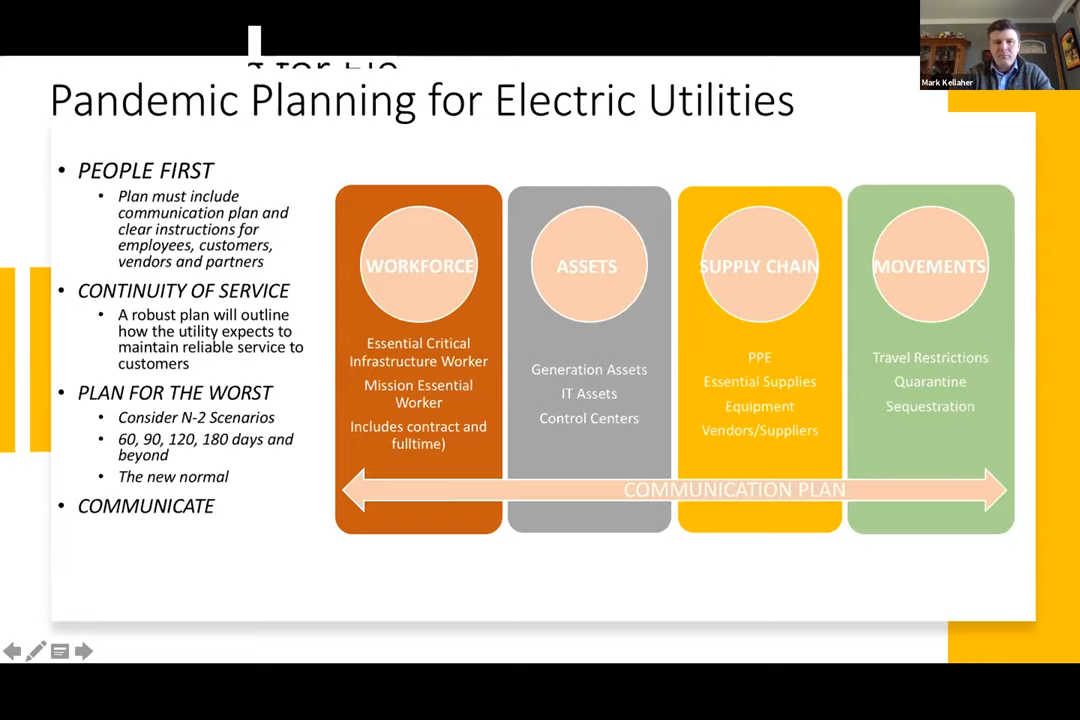 Mark Kellaher
Pandemic Planning for Electric Utilities
• PEOPLE FIRST
• Plan must include
communication plan and
clear instructions for
employees, customers,
vendors and partners
• CONTINUITY OF SERVICE
• A robust plan will outline
how the utility expects to
maintain reliable service to
customers
• PLAN FOR THE WORST
• Consider N-2 Scenarios
• 60, 90, 120, 180 days and
beyond
• The new normal
• COMMUNICATE
WORKFORCE
Essential Critical
Infrastructure Worker
Mission Essential
Worker
Includes contract and
fulltime)
ASSETS
Generation Assets
IT Assets
Control Centers
SUPPLY CHAIN
PPE
Essential Supplies
Equipment
Vendors/Suppliers
MOVEMENTS
Travel Restrictions
Quarantine
Sequestration
COMMUNICATION PLAN